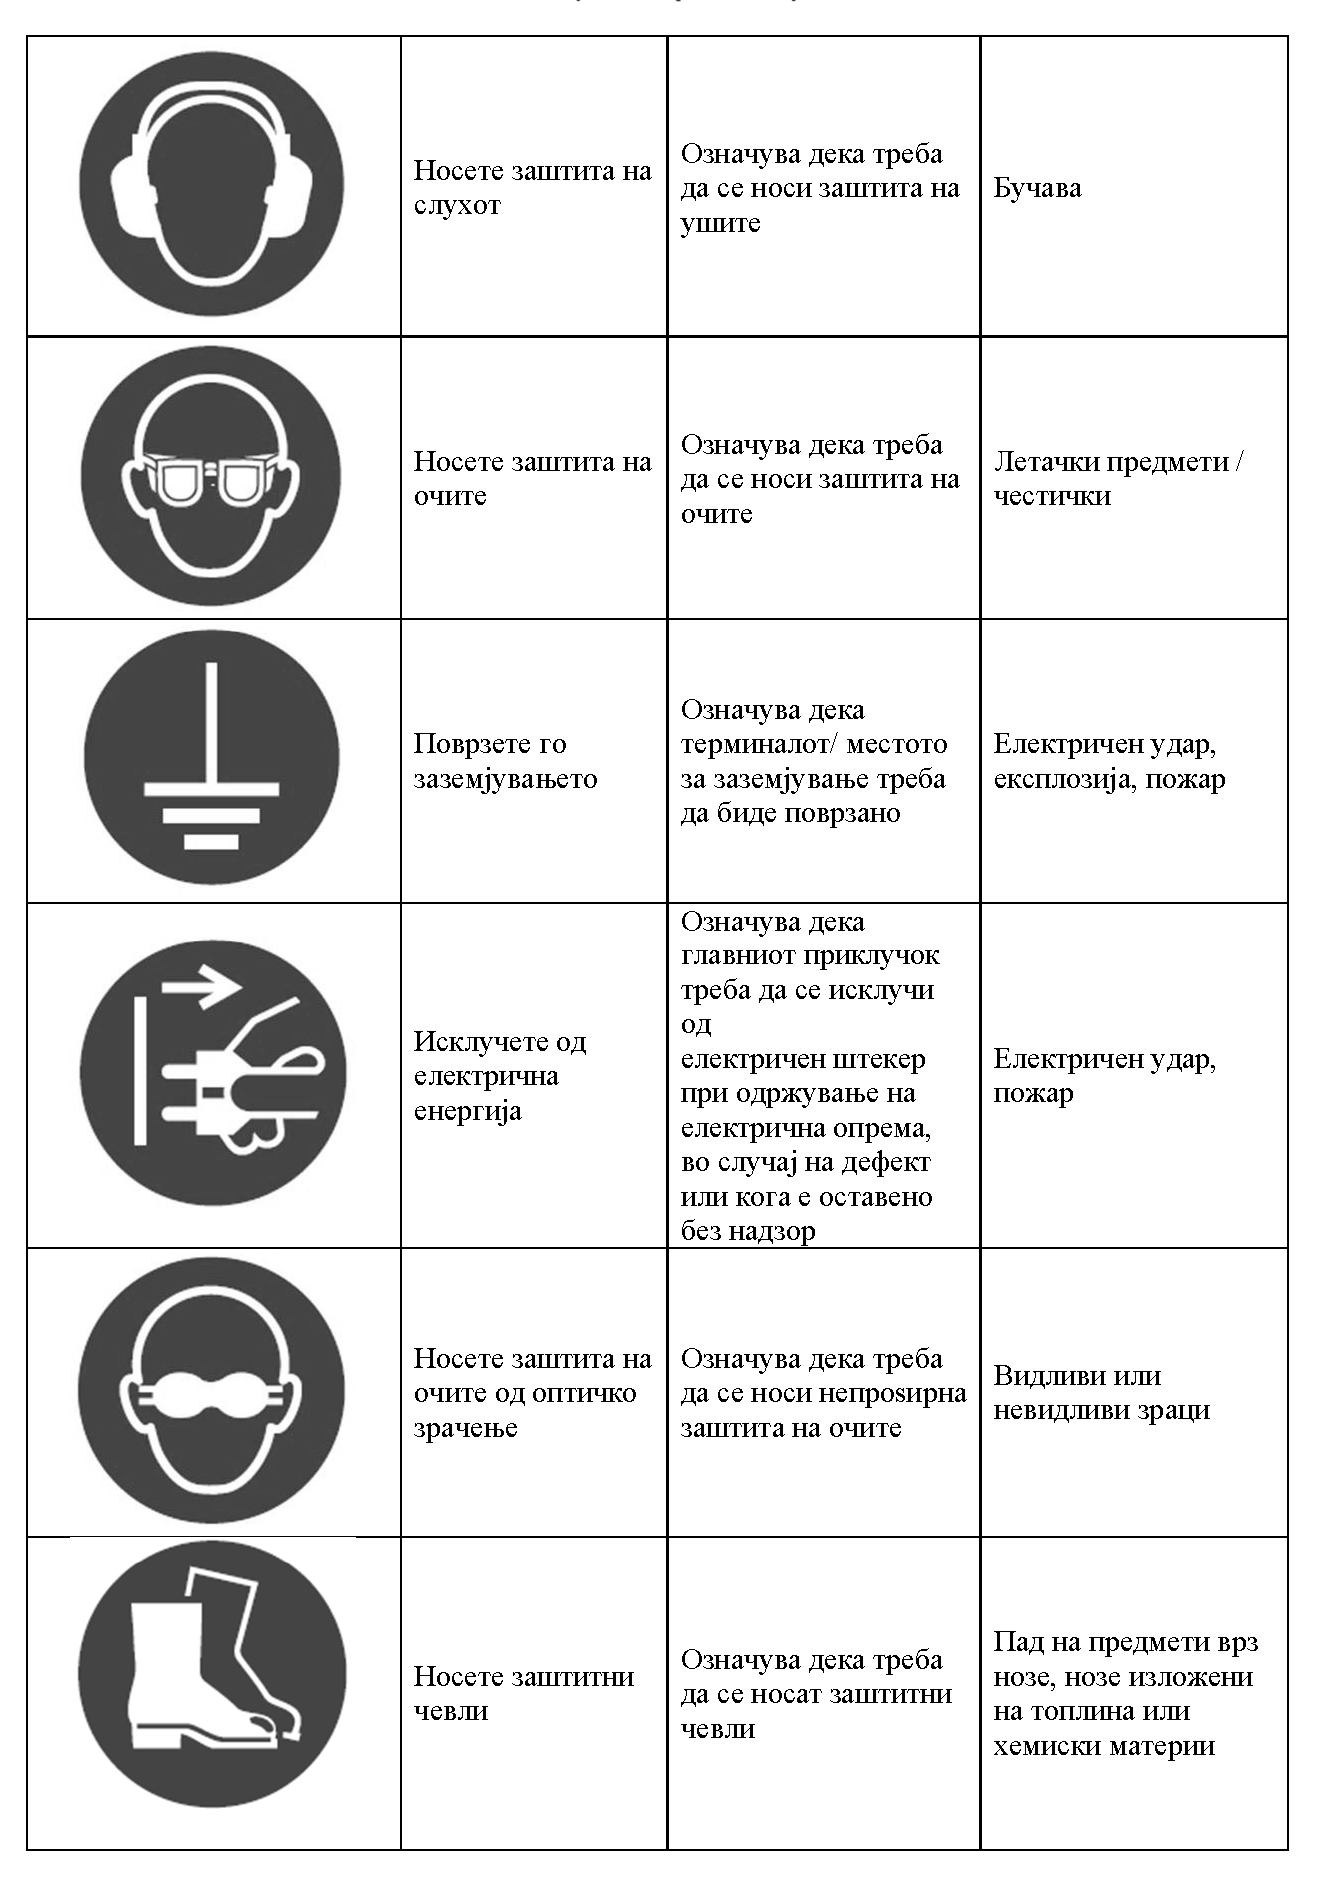 Носете заштита на
слухот
Означува дека треба
да се носи заштита на
ушите
Бучава
Носете заштита на
очите
Означува дека треба
да се носи заштита на
очите
Летачки предмети /
честички
Поврзете го
заземјувањето
Означува дека
терминалот/ местото
за заземјување треба
да биде поврзано
Електричен удар,
експлозија, пожар
Исклучете од
електрична
енергија
Означува дека
главниот приклучок
треба да се исклучи
од
електричен штекер
при одржување на
електрична опрема,
во случај на дефект
или кога е оставено
без надзор
Електричен удар,
пожар
Носете заштита на
очите од оптичко
зрачење
Означува дека треба
да се носи непроѕирна
заштита на очите
Видливи или
невидливи зраци
Носете заштитни
чевли
Означува дека треба
да се носат заштитни
чевли
Пад на предмети врз
нозе, нозе изложени
на топлина или
хемиски материи